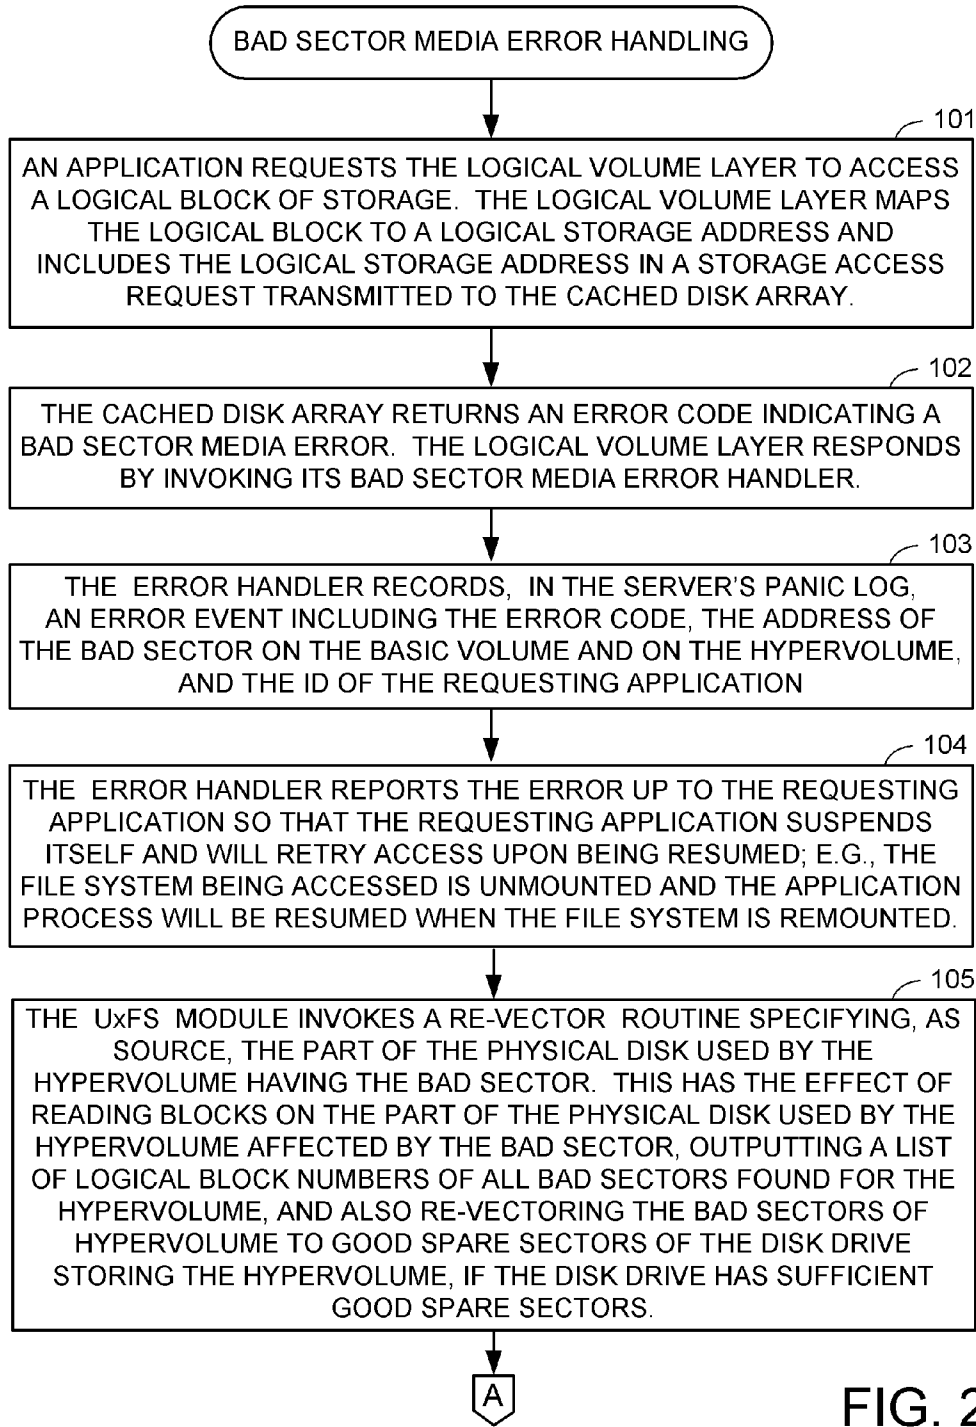 BAD SECTOR MEDIA ERROR HANDLING
101
AN APPLICATION REQUESTS THE LOGICAL VOLUME LAYER TO ACCESS
A LOGICAL BLOCK OF STORAGE. THE LOGICAL VOLUME LAYER MAPS
THE LOGICAL BLOCK TO A LOGICAL STORAGE ADDRESS AND
INCLUDES THE LOGICAL STORAGE ADDRESS IN A STORAGE ACCESS
REQUEST TRANSMITTED TO THE CACHED DISK ARRAY.
102
THE CACHED DISK ARRAY RETURNS AN ERROR CODE INDICATING A
BAD SECTOR MEDIA ERROR. THE LOGICAL VOLUME LAYER RESPONDS
BY INVOKING ITS BAD SECTOR MEDIA ERROR HANDLER.
103
THE ERROR HANDLER RECORDS, IN THE SERVER'S PANIC LOG,
AN ERROR EVENT INCLUDING THE ERROR CODE, THE ADDRESS OF
THE BAD SECTOR ON THE BASIC VOLUME AND ON THE HYPERVOLUME,
AND THE ID OF THE REQUESTING APPLICATION
104
THE ERROR HANDLER REPORTS THE ERROR UP TO THE REQUESTING
APPLICATION SO THAT THE REQUESTING APPLICATION SUSPENDS
ITSELF AND WILL RETRY ACCESS UPON BEING RESUMED; E.G., THE
FILE SYSTEM BEING ACCESSED IS UNMOUNTED AND THE APPLICATION
PROCESS WILL BE RESUMED WHEN THE FILE SYSTEM IS REMOUNTED.
105
THE UxFS MODULE INVOKES A RE-VECTOR ROUTINE SPECIFYING, AS
SOURCE, THE PART OF THE PHYSICAL DISK USED BY THE
HYPERVOLUME HAVING THE BAD SECTOR. THIS HAS THE EFFECT OF
READING BLOCKS ON THE PART OF THE PHYSICAL DISK USED BY THE
HYPERVOLUME AFFECTED BY THE BAD SECTOR, OUTPUTTING A LIST
OF LOGICAL BLOCK NUMBERS OF ALL BAD SECTORS FOUND FOR THE
HYPERVOLUME, AND ALSO RE-VECTORING THE BAD SECTORS OF
HYPERVOLUME TO GOOD SPARE SECTORS OF THE DISK DRIVE
STORING THE HYPERVOLUME, IF THE DISK DRIVE HAS SUFFICIENT
GOOD SPARE SECTORS.
A
FIG. 2